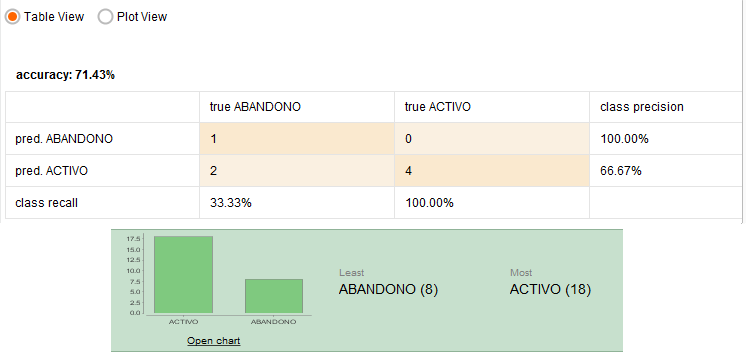 Table View Plot View
accuracy: 71.43%
true ABANDONO true ACTIVO class precision
pred. ABANDONO 1 0 100.00%
pred. ACTIVO 2 4 66.67%
class recall 33.33% 100.00%
17.5
15.0
12.5
10.0
7.5
5.0
2.5
0.0
ACTIVO ABANDONO
Open chart
Least
ABANDONO (8)
Most
ACTIVO (18)